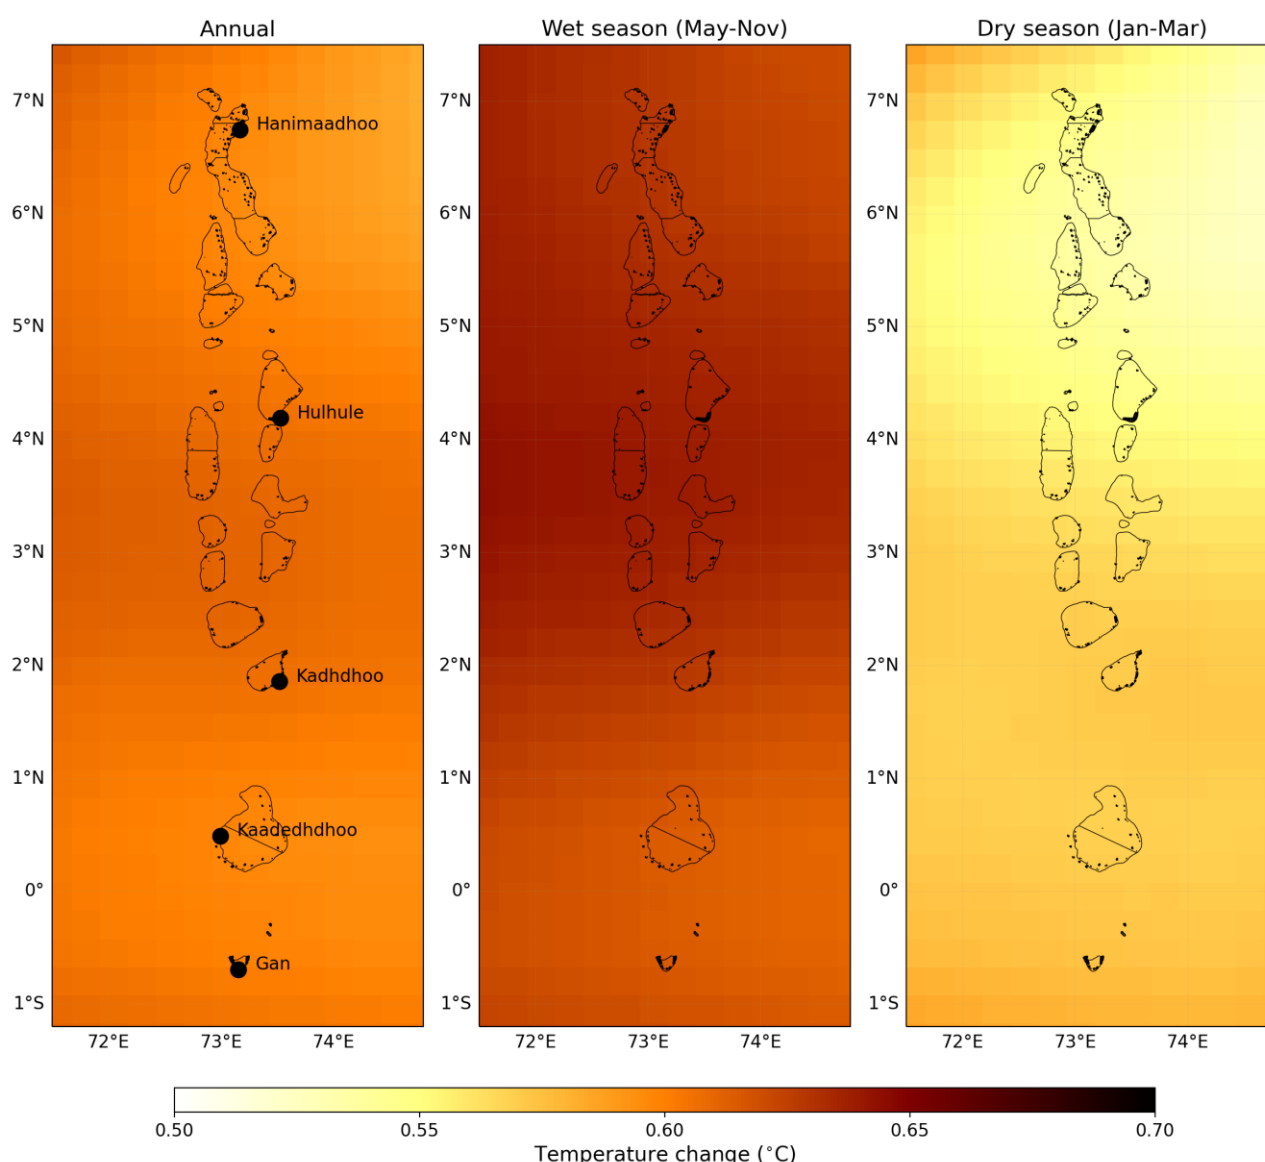 Annual
Wet season (May-Nov)
Dry season (Jan-Mar)
7°N
6°N
5°N
4°N
3°N
2°N
1°N
0°
1°S
Hanimaadhoo
Hulhule
Kadhdhoo
Kaadedhdhoo
Gan
72°E
73°E
74°E
7°N
6°N
5°N
4°N
3°N
2°N
1°N
0°
1°S
72°E
73°E
74°E
7°N
6°N
5°N
4°N
3°N
2°N
1°N
0°
1°S
72°E
73°E
74°E
0.50
0.55
0.60
0.65
0.70
Temperature change (°C)